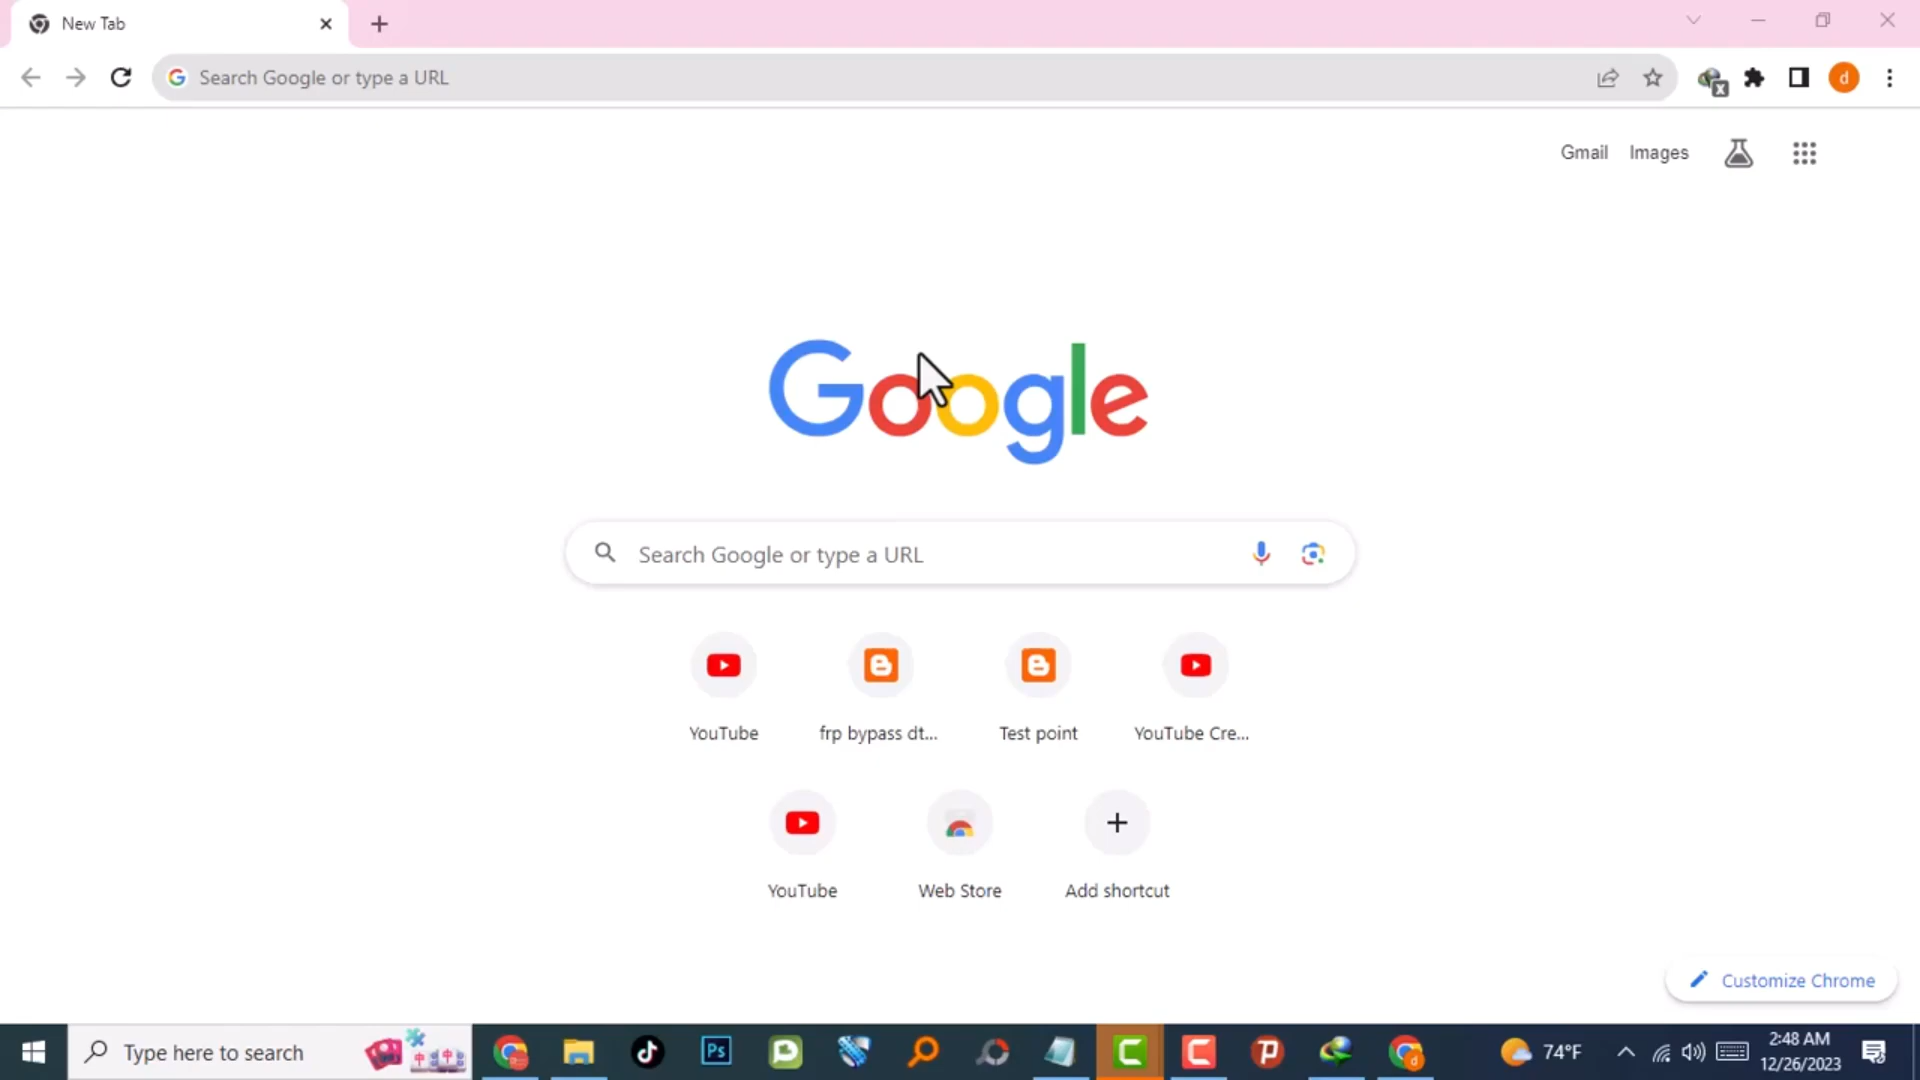 New Tab
Search Google or type a URL
d
Gmail Images
Google
Search Google or type a URL
YouTube frp bypass dt... Test point YouTube Cre...
YouTube Web Store Add shortcut
Customize Chrome
Type here to search
Ps
74°F
2:48 AM
12/26/2023